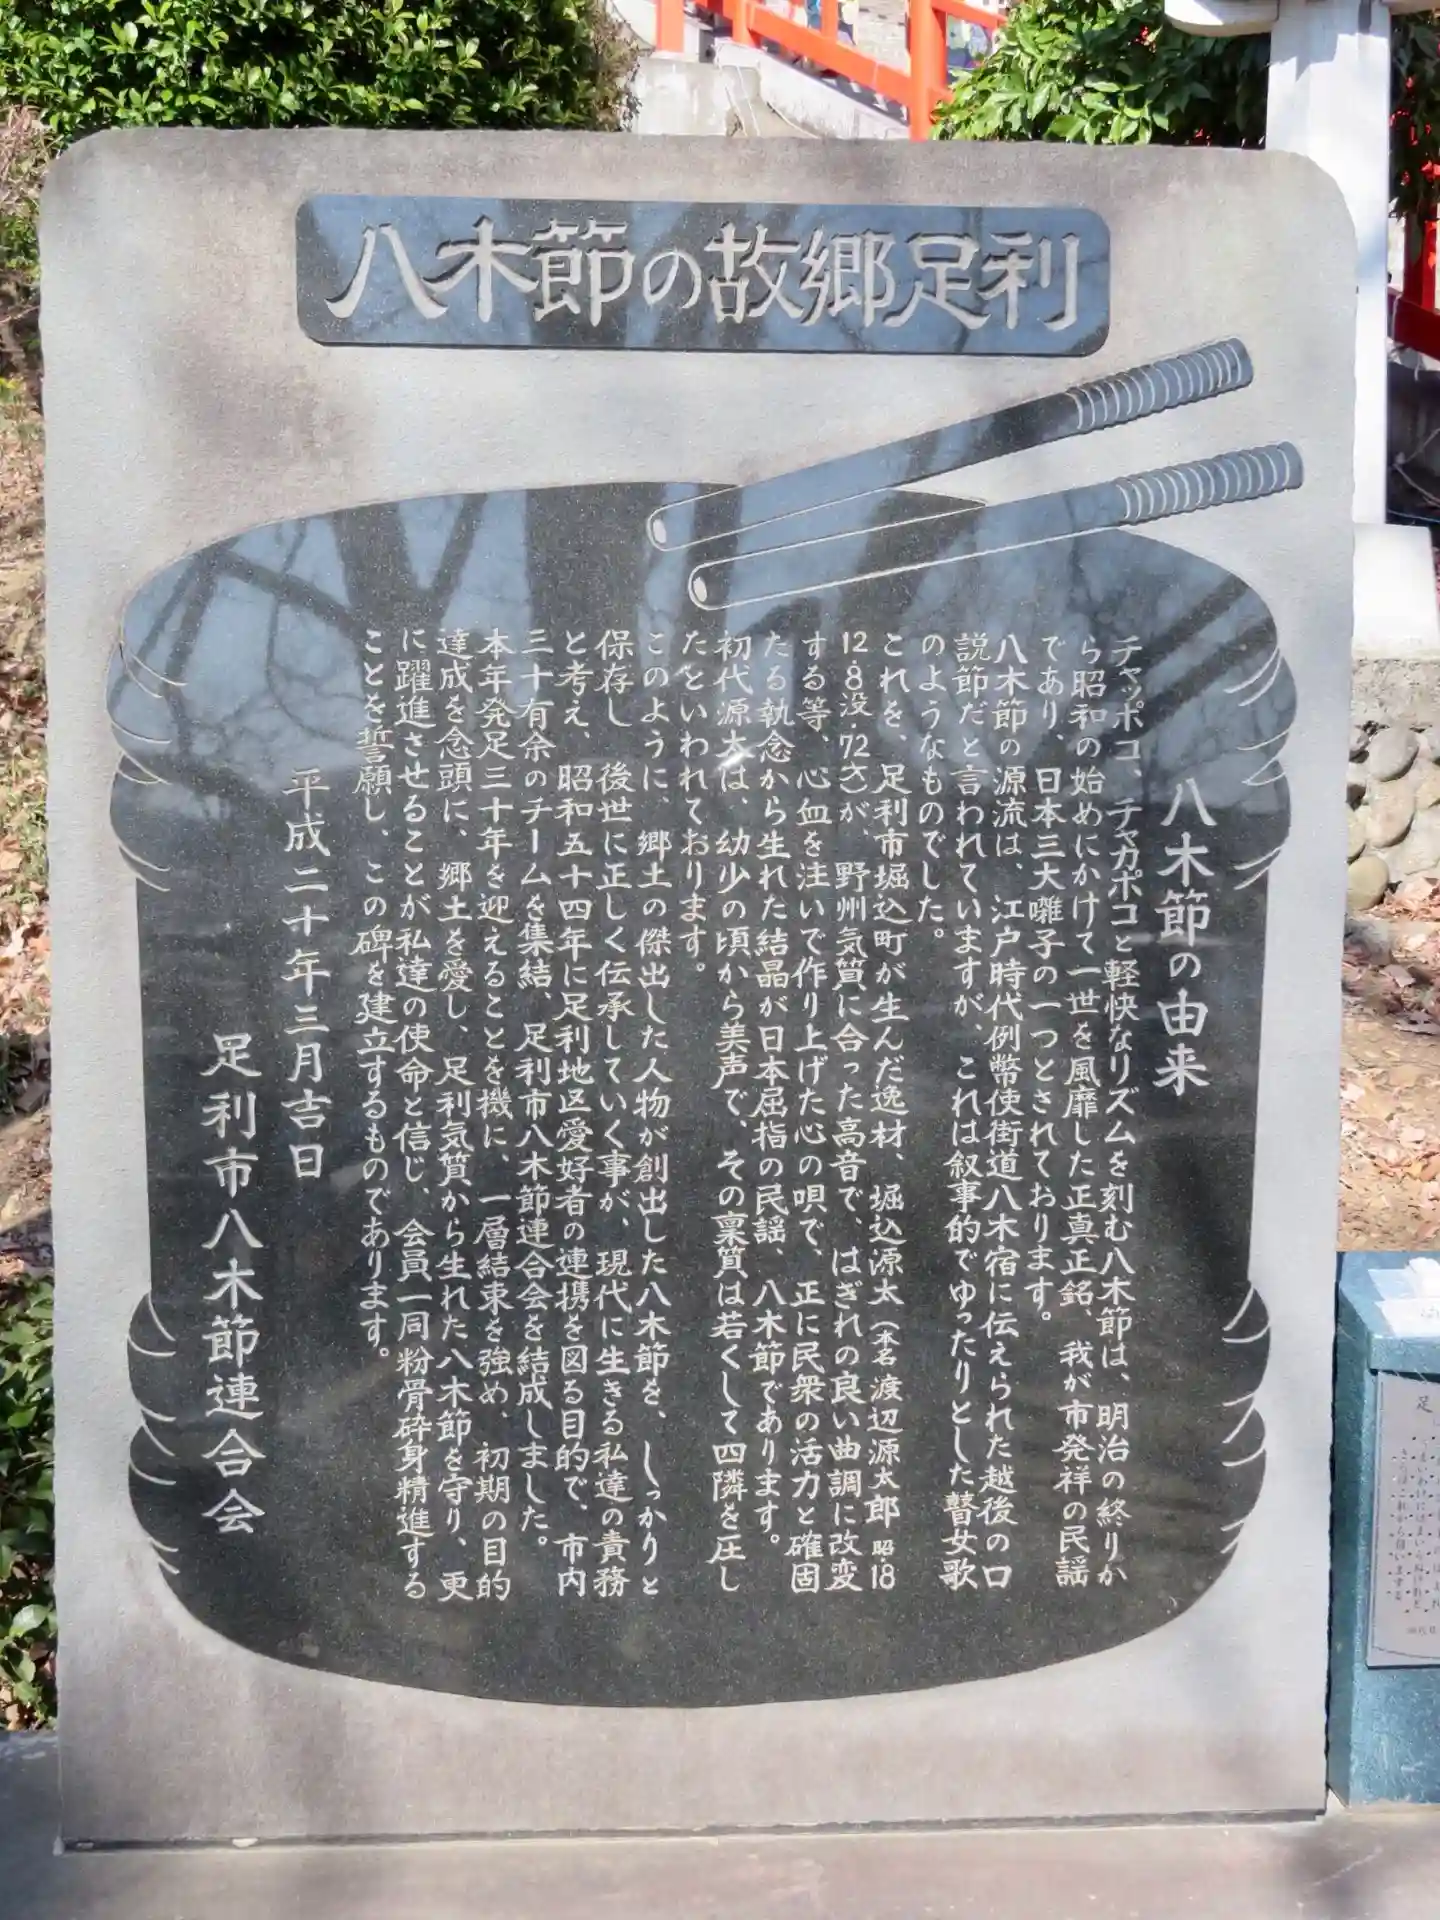 八木節の故郷足利
八木節の由来
チャッポコ、チャカポコと軽快なリズムを刻む八木節は、明治の終りか
ら昭和の始めにかけて一世を風靡した正真正銘、我が市発祥の民謡
であり、日本三大囃子の一つとされております。
八木節の源流は、江戸時代例幣使街道八木宿に伝えられた越後の口
説節だと言われていますが、これは叙事的でゆったりとした瞽女歌
のようなものでした。
これを、足利市堀込町が生んだ逸材、堀込源太（本名渡辺源太郎 昭・18
12・8没・72才）が、野州気質に合った高音で、はぎれの良い曲調に改変
する等、心血を注いで作り上げた心の唄で、正に民衆の活力と確固
たる執念から生れた結晶が日本屈指の民謡、八木節であります。
初代源太は、幼少の頃から美声で、その稟質は若くして四隣を圧し
たといわれております。
このように、郷土の傑出した人物が創出した八木節を、しっかりと
保存し、後世に正しく伝承していく事が、現代に生きる私達の責務
と考え、昭和五十四年に足利地区愛好者の連携を図る目的で、市内
三十有余のチームを集結、足利市八木節連合会を結成しました。
本年発足三十年を迎えることを機に、一層結束を強め、初期の目的
達成を念頭に、郷土を愛し、足利気質から生れた八木節を守り、更
に躍進させることが私達の使命と信じ、会員一同粉骨砕身精進する
ことを誓願し、この碑を建立するものであります。
平成二十年三月吉日
足利市八木節連合会
足